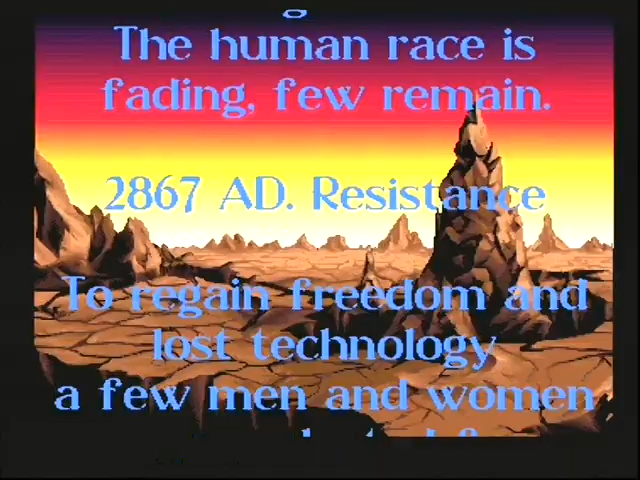 The human race is
fading, few remain.
2867 AD. Resistance
To regain freedom and
lost technology
a few men and women